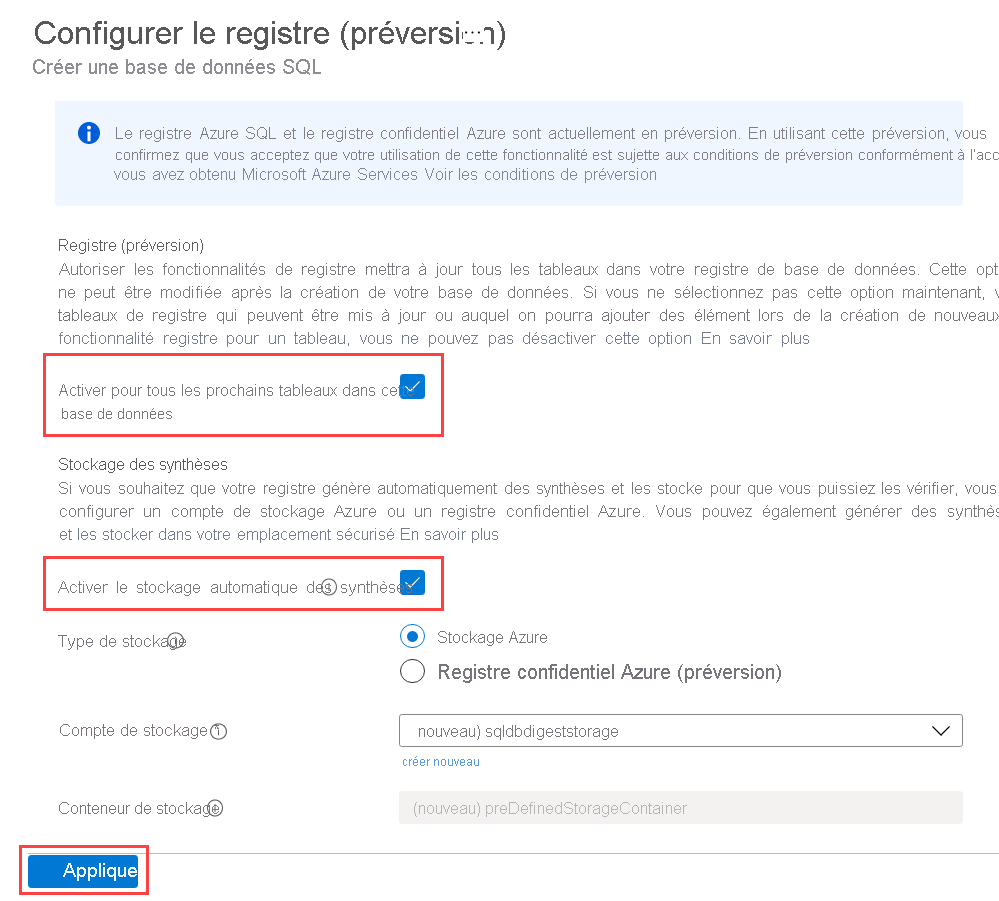 Configurer le registre (préversion)
Créer une base de données SQL
Le registre Azure SQL et le registre confidentiel Azure sont actuellement en préversion. En utilisant cette préversion, vous
confirmez que vous acceptez que votre utilisation de cette fonctionnalité est sujette aux conditions de préversion conformément à l'acc
vous avez obtenu Microsoft Azure Services Voir les conditions de préversion
Registre (préversion)
Autoriser les fonctionnalités de registre mettra à jour tous les tableaux dans votre registre de base de données. Cette opt
ne peut être modifiée après la création de votre base de données. Si vous ne sélectionnez pas cette option maintenant, v
tableaux de registre qui peuvent être mis à jour ou auquel on pourra ajouter des élément lors de la création de nouveaux
fonctionnalité registre pour un tableau, vous ne pouvez pas désactiver cette option En savoir plus
Activer pour tous les prochains tableaux dans cette
base de données
Stockage des synthèses
Si vous souhaitez que votre registre génère automatiquement des synthèses et les stocke pour que vous puissiez les vérifier, vous
configurer un compte de stockage Azure ou un registre confidentiel Azure. Vous pouvez également générer des synthès
et les stocker dans votre emplacement sécurisé En savoir plus
Activer le stockage automatique des synthèses
Type de stockage
Stockage Azure
Registre confidentiel Azure (préversion)
Compte de stockage
nouveau) sqldbdigeststorage
créer nouveau
Conteneur de stockage
(nouveau) preDefinedStorageContainer
Applique